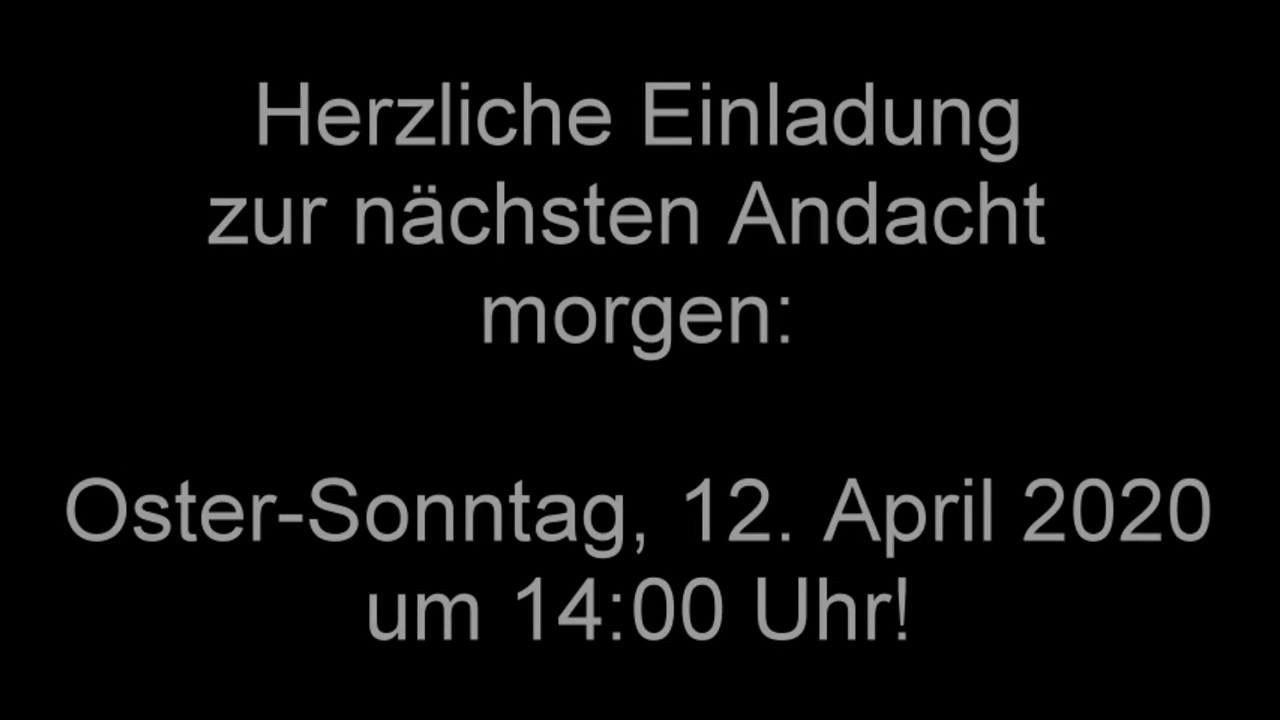 Herzliche Einladung
zur nächsten Andacht
morgen:
Oster-Sonntag, 12. April 2020
um 14:00 Uhr!